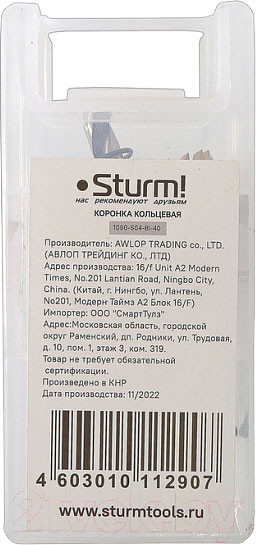 Sturm!
нас рекомендуют друзьям
КОРОНКА КОЛЬЦЕВАЯ
1090-S04-BI-40
Производитель: AWLOP TRADING co., LTD.
(АВЛОП ТРЕЙДИНГ КО., ЛТД)
Адрес производства: 16/f Unit A2 Modern
Times, No.201 Lantian Road, Ningbo City,
China. (Китай, г. Нингбо, ул. Лантень,
No201, Модерн Таймз А2 Блок 16/F)
Импортер: ООО "СмартТулз"
Адрес:Московская область, городской
округ Раменский, дп. Родники, ул. Трудовая,
д. 10, пом. 1, этаж 3, ком. 319.
Товар не требует обязательной
сертификации.
Произведено в КНР
Дата производства: 11/2022
4 603010 112907
www.sturmtools.ru
21vek.by